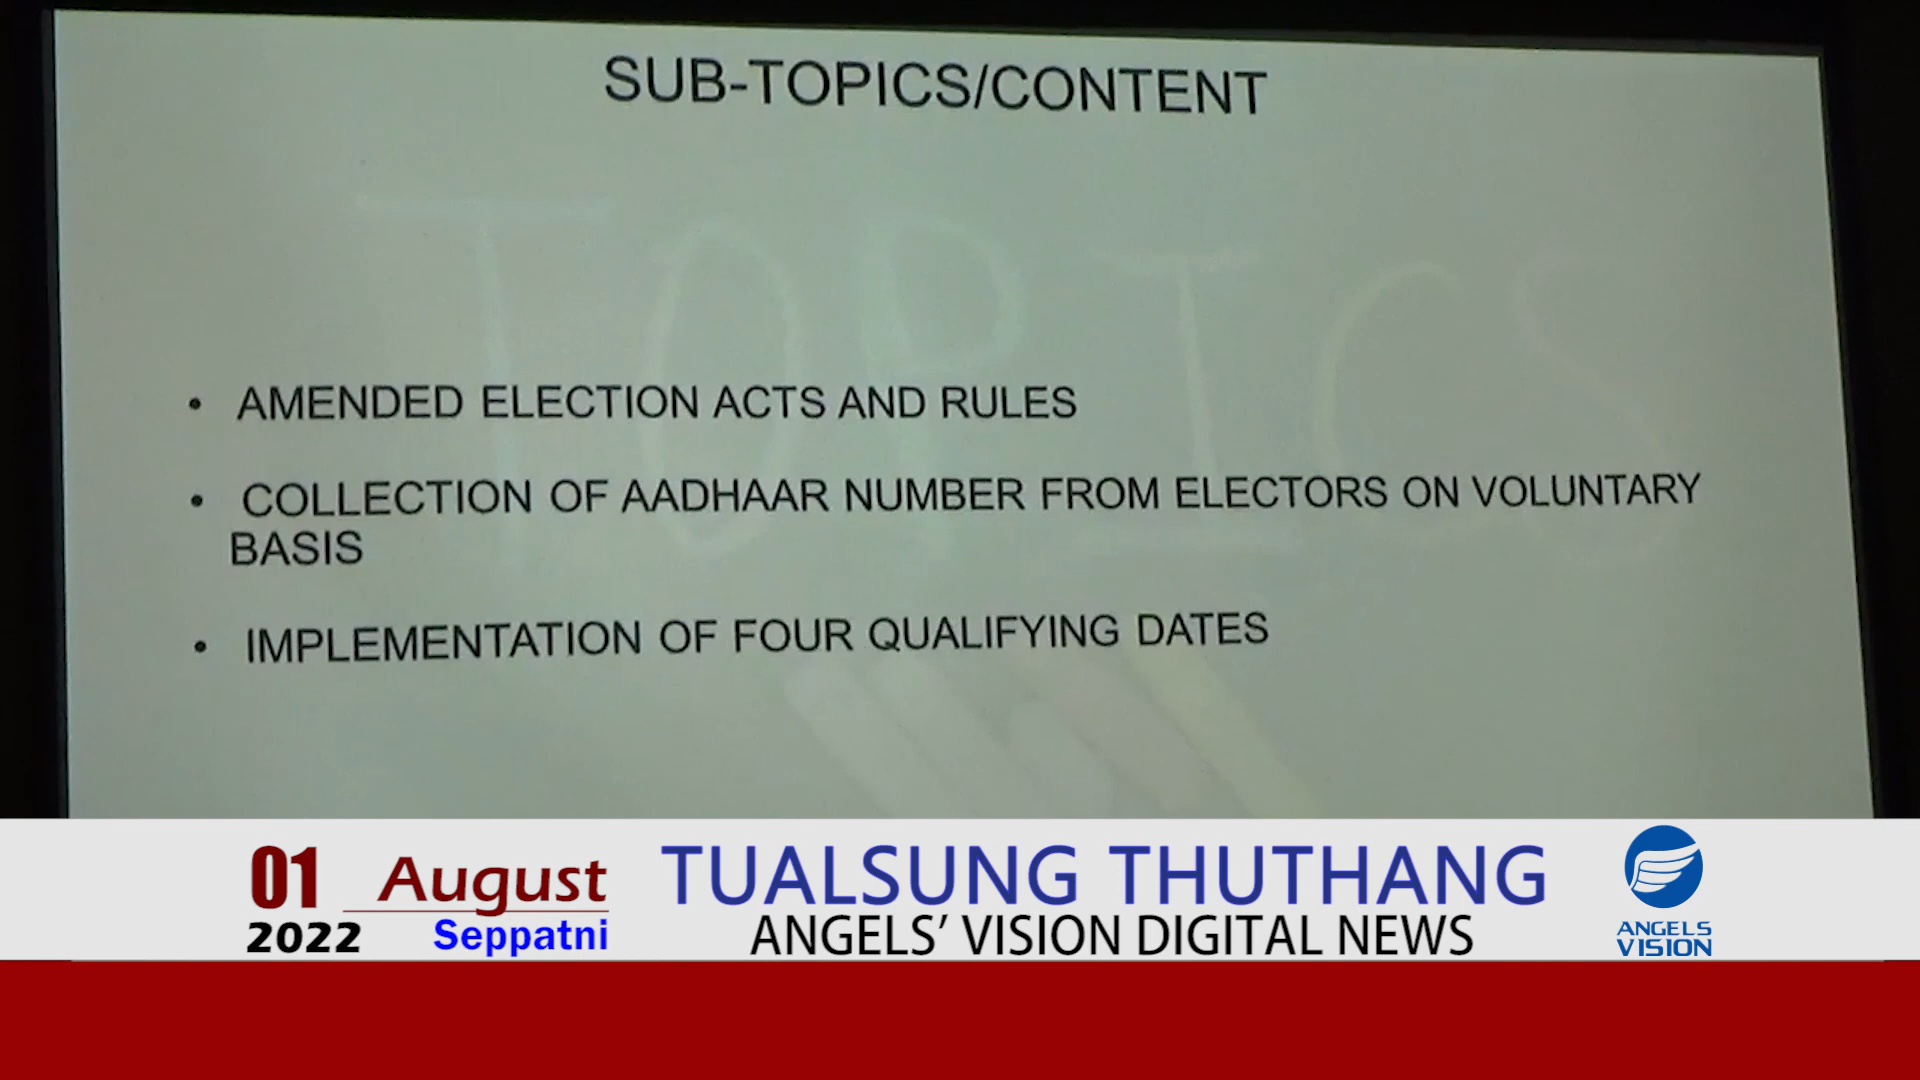 SUB-TOPICS/CONTENT
TOPICS
• AMENDED ELECTION ACTS AND RULES
• COLLECTION OF AADHAAR NUMBER FROM ELECTORS ON VOLUNTARY
BASIS
• IMPLEMENTATION OF FOUR QUALIFYING DATES
01 August
2022 Seppatni
TUALSUNG THUTHANG
ANGELS’ VISION DIGITAL NEWS
ANGELS
VISION